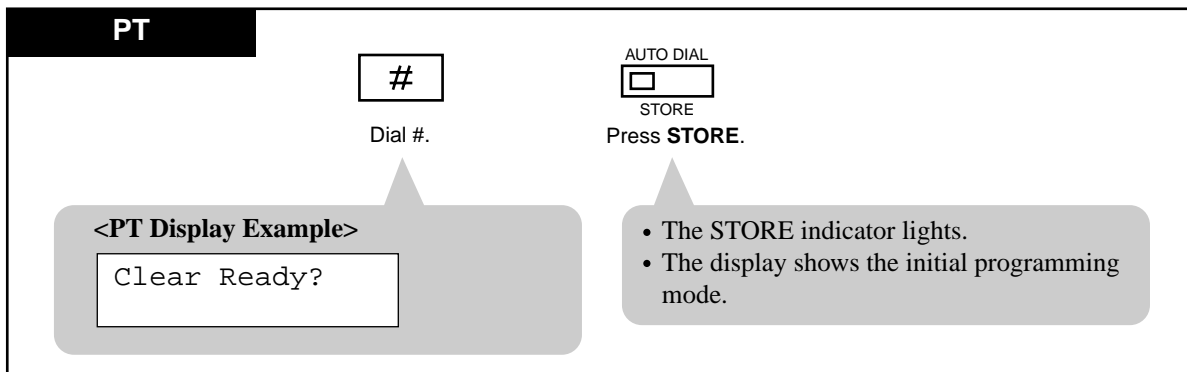 PT
#
Dial #.
AUTO DIAL
STORE
Press STORE.
<PT Display Example>
Clear Ready?
• The STORE indicator lights.
• The display shows the initial programming
mode.